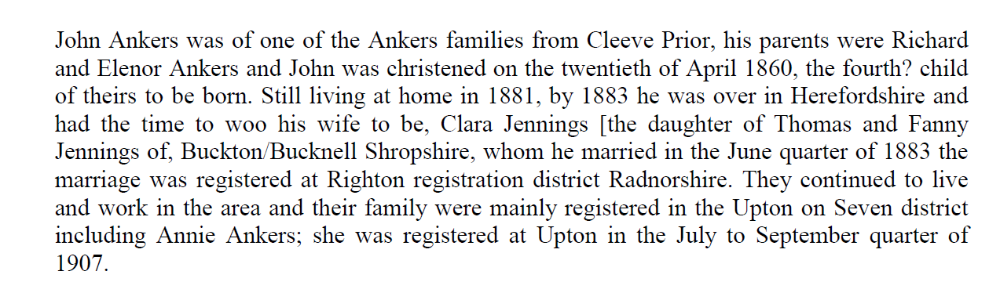 John Ankers was of one of the Ankers families from Cleeve Prior, his parents were Richard
and Elenor Ankers and John was christened on the twentieth of April 1860, the fourth? child
of theirs to be born. Still living at home in 1881, by 1883 he was over in Herefordshire and
had the time to woo his wife to be, Clara Jennings [the daughter of Thomas and Fanny
Jennings of, Buckton/Bucknell Shropshire, whom he married in the June quarter of 1883 the
marriage was registered at Righton registration district Radnorshire. They continued to live
and work in the area and their family were mainly registered in the Upton on Seven district
including Annie Ankers; she was registered at Upton in the July to September quarter of
1907.